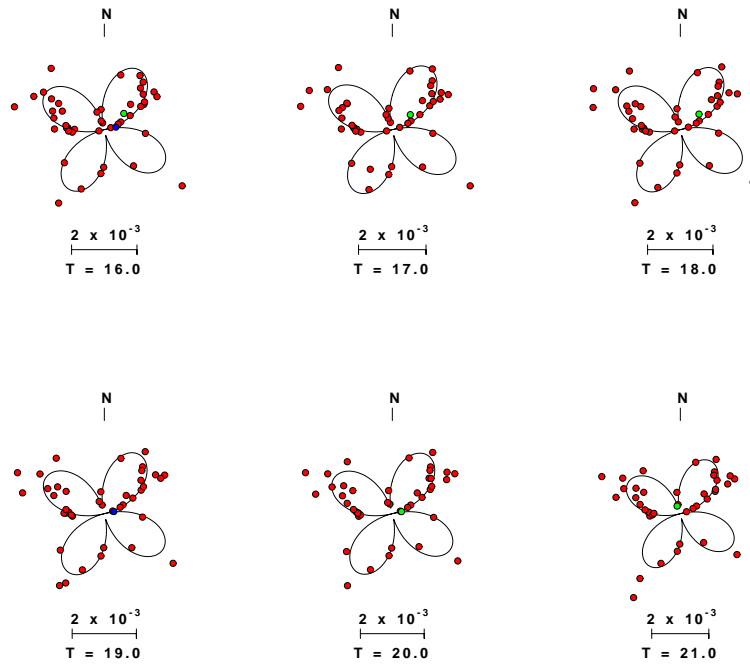 N N N
2 x 10⁻³ 2 x 10⁻³ 2 x 10⁻³
T = 16.0 T = 17.0 T = 18.0
N N N
2 x 10⁻³ 2 x 10⁻³ 2 x 10⁻³
T = 19.0 T = 20.0 T = 21.0